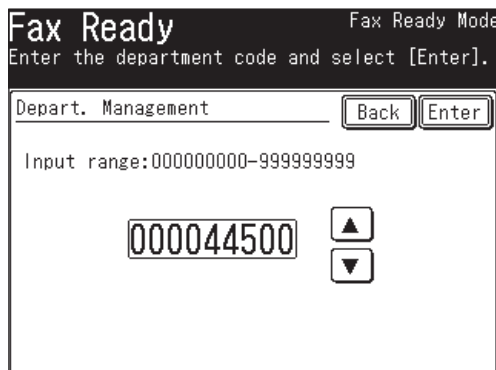 Fax Ready Fax Ready Mode
Enter the department code and select [Enter].
Depart. Management Back Enter
Input range:000000000-999999999
000044500